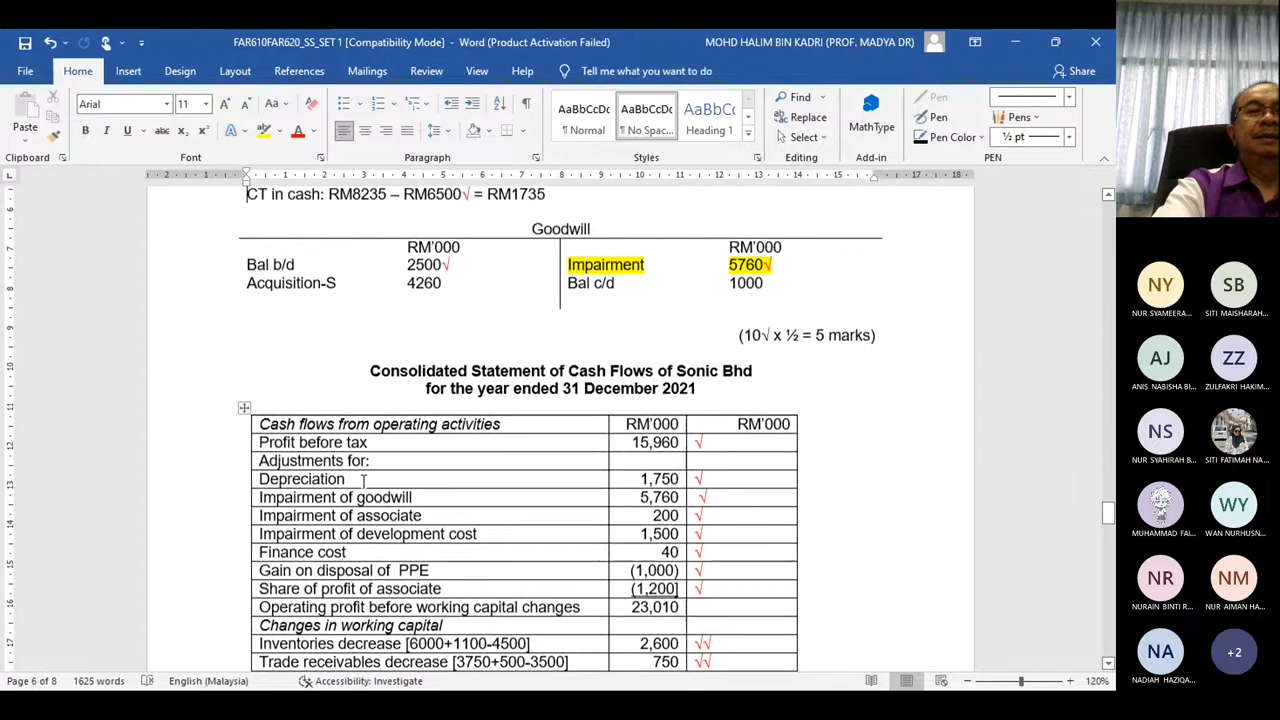 FAR610FAR620_SS_SET 1 [Compatibility Mode] - Word (Product Activation Failed)
MOHD HALIM BIN KADRI (PROF. MADYA DR)
File Home Insert Design Layout References Mailings Review View Help Tell me what you want to do Share
Paste
Arial 11
AaBbCcDc AaBbCcDc AaBbC
¶ Normal ¶ No Spac... Heading 1
Find
Replace
Select
MathType
Pen
Pen
Pens
Pen Color
½ pt
Clipboard Font Paragraph Styles Editing Add-in PEN
CT in cash: RM8235 – RM6500√ = RM1735
Goodwill
RM'000 RM'000
Bal b/d 2500√ Impairment 5760√
Acquisition-S 4260 Bal c/d 1000
(10√ x ½ = 5 marks)
Consolidated Statement of Cash Flows of Sonic Bhd
for the year ended 31 December 2021
Cash flows from operating activities RM'000 RM'000
Profit before tax 15,960 √
Adjustments for:
Depreciation 1,750 √
Impairment of goodwill 5,760 √
Impairment of associate 200 √
Impairment of development cost 1,500 √
Finance cost 40 √
Gain on disposal of PPE (1,000) √
Share of profit of associate (1,200] √
Operating profit before working capital changes 23,010
Changes in working capital
Inventories decrease [6000+1100-4500] 2,600 √√
Trade receivables decrease [3750+500-3500] 750 √√
Page 6 of 8 1625 words English (Malaysia) Accessibility: Investigate 120%
NY SB
NUR SYAMEERA... SITI MAISHARAH...
AJ ZZ
ANIS NABISHA BI... ZULFAKRI HAKIM...
NS
NUR SYAHIRAH B... SITI FATIMAH NA...
WY
MUHAMMAD FAI... WAN NURHUSN...
NR NM
NURAIN BINTI R... NUR AIMAN HA...
NA +2
NADIAH HAZIQA...